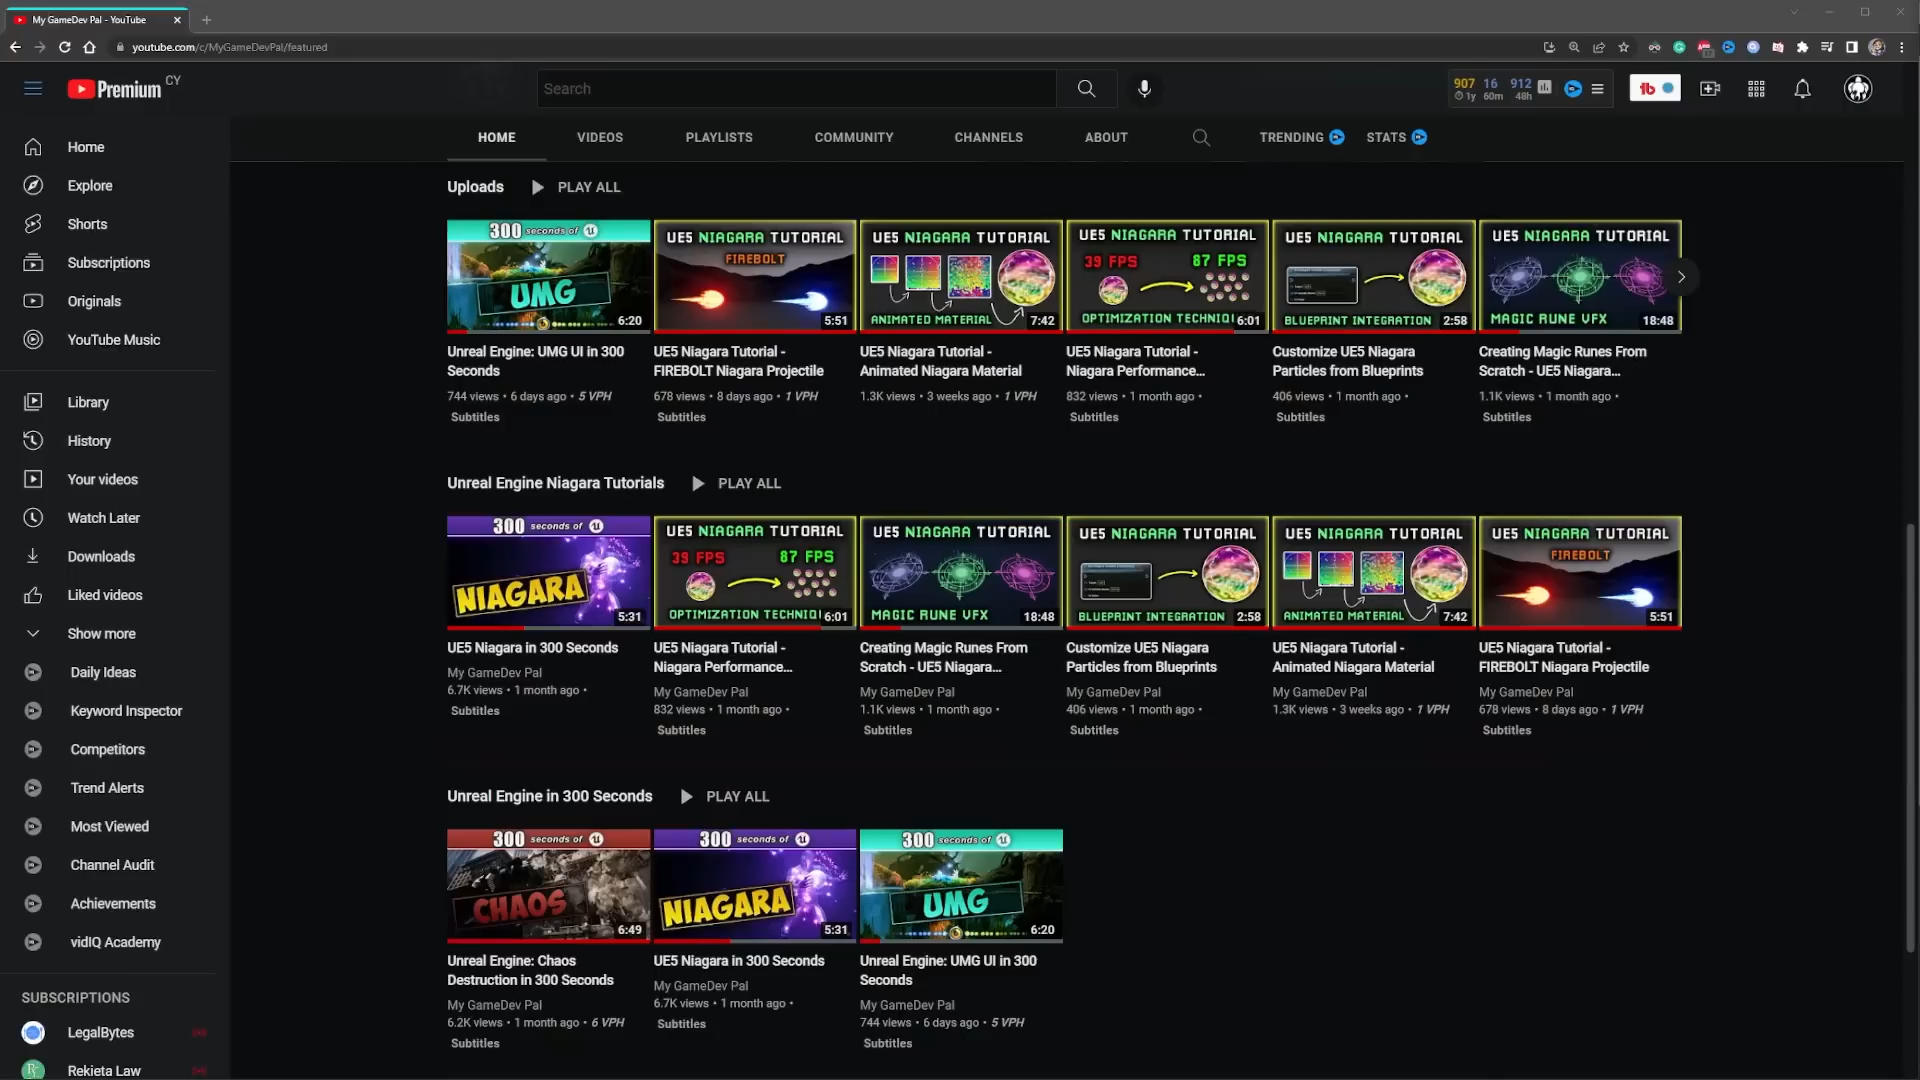 My GameDev Pal - YouTube
youtube.com/c/MyGameDevPal/featured
Premium CY
Search
907 16 912
1y 60m 48h
HOME VIDEOS PLAYLISTS COMMUNITY CHANNELS ABOUT TRENDING STATS
Home
Explore
Shorts
Subscriptions
Originals
YouTube Music
Library
History
Your videos
Watch Later
Downloads
Liked videos
Show more
Daily Ideas
Keyword Inspector
Competitors
Trend Alerts
Most Viewed
Channel Audit
Achievements
vidIQ Academy
SUBSCRIPTIONS
LegalBytes
Rekieta Law
Uploads PLAY ALL
300 seconds of
UMG
6:20
Unreal Engine: UMG UI in 300
Seconds
744 views • 6 days ago • 5 VPH
Subtitles
UE5 NIAGARA TUTORIAL
FIREBOLT
5:51
UE5 Niagara Tutorial -
FIREBOLT Niagara Projectile
678 views • 8 days ago • 1 VPH
Subtitles
UE5 NIAGARA TUTORIAL
ANIMATED MATERIAL
7:42
UE5 Niagara Tutorial -
Animated Niagara Material
1.3K views • 3 weeks ago • 1 VPH
UE5 NIAGARA TUTORIAL
39 FPS 87 FPS
OPTIMIZATION TECHNIQU
6:01
UE5 Niagara Tutorial -
Niagara Performance...
832 views • 1 month ago •
Subtitles
UE5 NIAGARA TUTORIAL
BLUEPRINT INTEGRATION
2:58
Customize UE5 Niagara
Particles from Blueprints
406 views • 1 month ago •
Subtitles
UE5 NIAGARA TUTORIAL
MAGIC RUNE VFX
18:48
Creating Magic Runes From
Scratch - UE5 Niagara...
1.1K views • 1 month ago •
Subtitles
Unreal Engine Niagara Tutorials PLAY ALL
300 seconds of
NIAGARA
5:31
UE5 Niagara in 300 Seconds
My GameDev Pal
6.7K views • 1 month ago •
Subtitles
UE5 NIAGARA TUTORIAL
39 FPS 87 FPS
OPTIMIZATION TECHNIQU
6:01
UE5 Niagara Tutorial -
Niagara Performance...
My GameDev Pal
832 views • 1 month ago •
Subtitles
UE5 NIAGARA TUTORIAL
MAGIC RUNE VFX
18:48
Creating Magic Runes From
Scratch - UE5 Niagara...
My GameDev Pal
1.1K views • 1 month ago •
Subtitles
UE5 NIAGARA TUTORIAL
BLUEPRINT INTEGRATION
2:58
Customize UE5 Niagara
Particles from Blueprints
My GameDev Pal
406 views • 1 month ago •
Subtitles
UE5 NIAGARA TUTORIAL
ANIMATED MATERIAL
7:42
UE5 Niagara Tutorial -
Animated Niagara Material
My GameDev Pal
1.3K views • 3 weeks ago • 1 VPH
UE5 NIAGARA TUTORIAL
FIREBOLT
5:51
UE5 Niagara Tutorial -
FIREBOLT Niagara Projectile
My GameDev Pal
678 views • 8 days ago • 1 VPH
Subtitles
Unreal Engine in 300 Seconds PLAY ALL
300 seconds of
CHAOS
6:49
Unreal Engine: Chaos
Destruction in 300 Seconds
My GameDev Pal
6.2K views • 1 month ago • 6 VPH
Subtitles
300 seconds of
NIAGARA
5:31
UE5 Niagara in 300 Seconds
My GameDev Pal
6.7K views • 1 month ago •
Subtitles
300 seconds of
UMG
6:20
Unreal Engine: UMG UI in 300
Seconds
My GameDev Pal
744 views • 6 days ago • 5 VPH
Subtitles